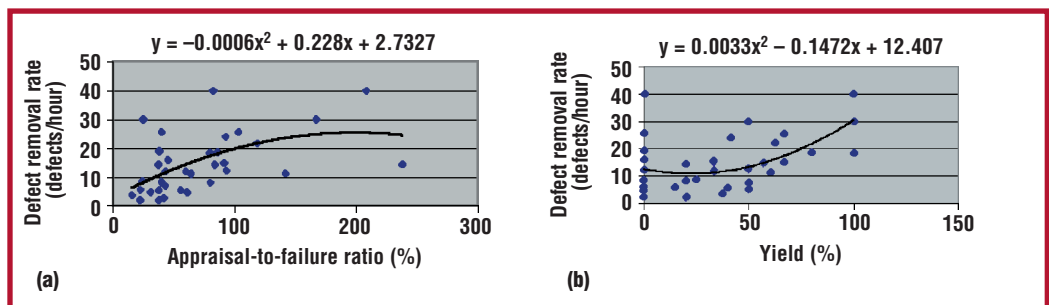 y = –0.0006x² + 0.228x + 2.7327
Defect removal rate
(defects/hour)
50
40
30
20
10
0
0
100
200
300
Appraisal-to-failure ratio (%)
(a)
y = 0.0033x² – 0.1472x + 12.407
Defect removal rate
(defects/hour)
50
40
30
20
10
0
0
50
100
150
Yield (%)
(b)